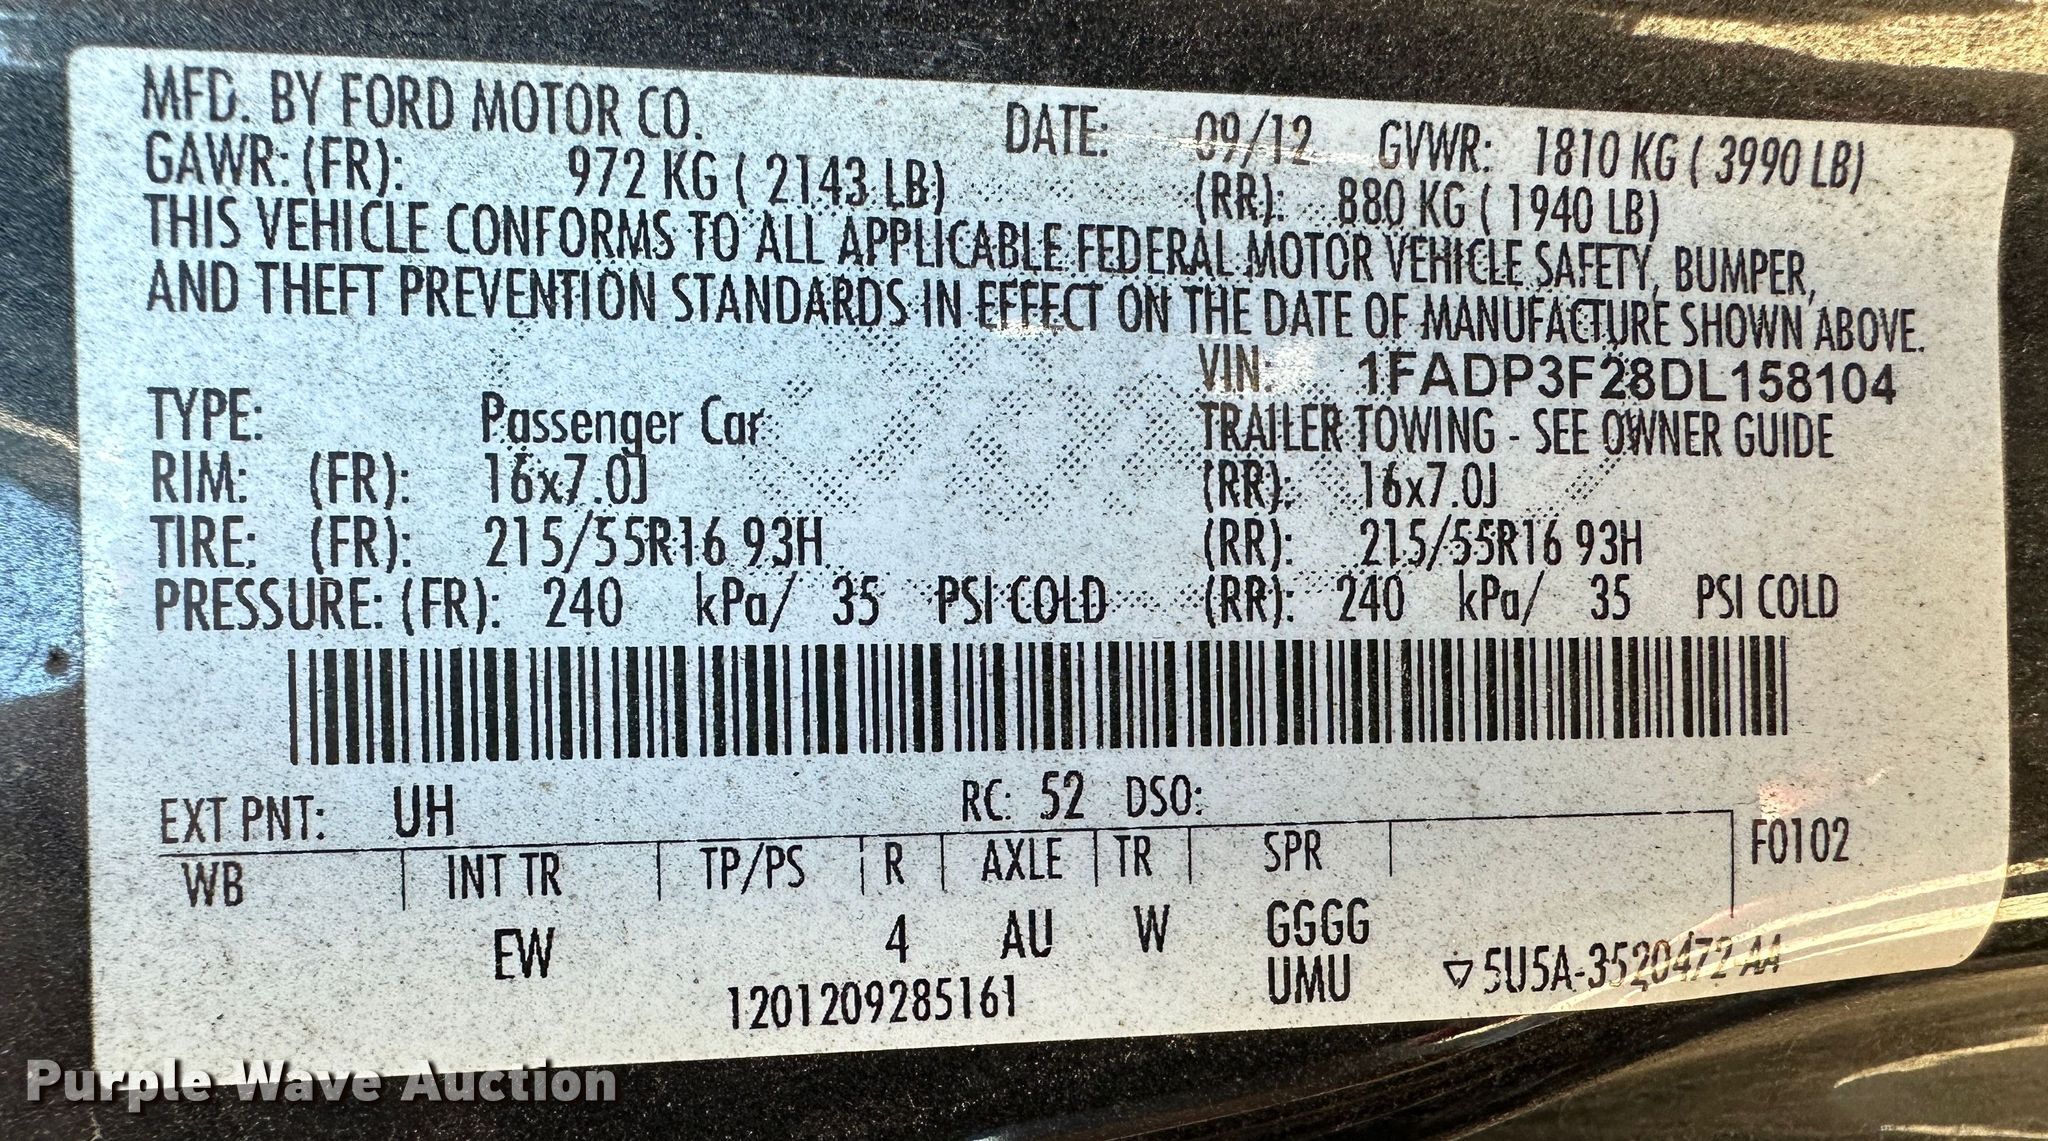 MFD. BY FORD MOTOR CO. DATE: 09/12 GVWR: 1810 KG ( 3990 LB)
GAWR: (FR): 972 KG ( 2143 LB) (RR): 880 KG ( 1940 LB)
THIS VEHICLE CONFORMS TO ALL APPLICABLE FEDERAL MOTOR VEHICLE SAFETY, BUMPER,
AND THEFT PREVENTION STANDARDS IN EFFECT ON THE DATE OF MANUFACTURE SHOWN ABOVE.
VIN: 1FADP3F28DL158104
TYPE: Passenger Car TRAILER TOWING - SEE OWNER GUIDE
RIM: (FR): 16x7.0J (RR): 16x7.0J
TIRE: (FR): 215/55R16 93H (RR): 215/55R16 93H
PRESSURE: (FR): 240 kPa/ 35 PSI COLD (RR): 240 kPa/ 35 PSI COLD
EXT PNT: UH RC: 52 DSO:
WB INT TR TP/PS R AXLE TR SPR F0102
EW 4 AU W GGGG
UMU ▽5U5A-3520472-AA
1201209285161
Purple Wave Auction